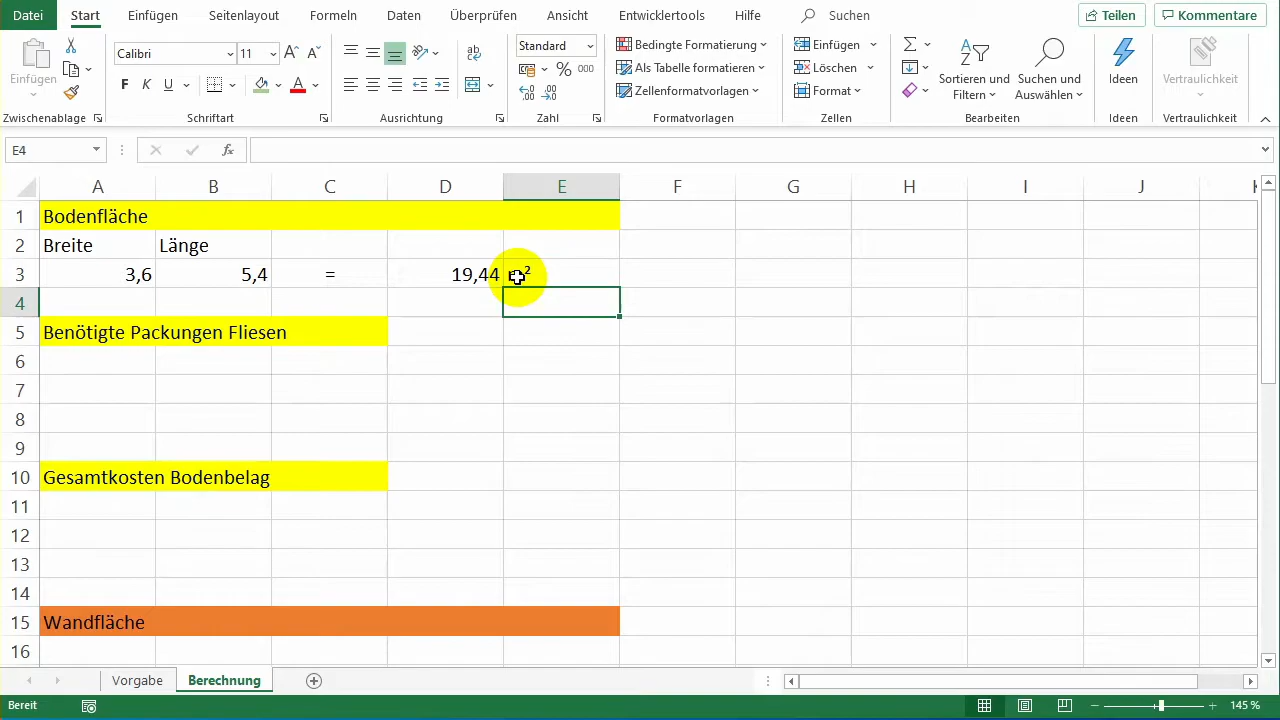 Datei Start Einfügen Seitenlayout Formeln Daten Überprüfen Ansicht Entwicklertools Hilfe Suchen Teilen Kommentare
Einfügen
Zwischenablage
Calibri 11
F K U
Schriftart
Ausrichtung
Standard
% 000
Zahl
Bedingte Formatierung
Als Tabelle formatieren
Zellenformatvorlagen
Formatvorlagen
Einfügen
Löschen
Format
Zellen
Sortieren und
Filtern
Suchen und
Auswählen
Bearbeiten
Ideen
Ideen
Vertraulichkeit
Vertraulichkeit
E4 fx
A B C D E F G H I J K
1 Bodenfläche
2 Breite Länge
3 3,6 5,4 = 19,44
4
5 Benötigte Packungen Fliesen
6
7
8
9
10 Gesamtkosten Bodenbelag
11
12
13
14
15 Wandfläche
16
Vorgabe Berechnung
Bereit 145 %